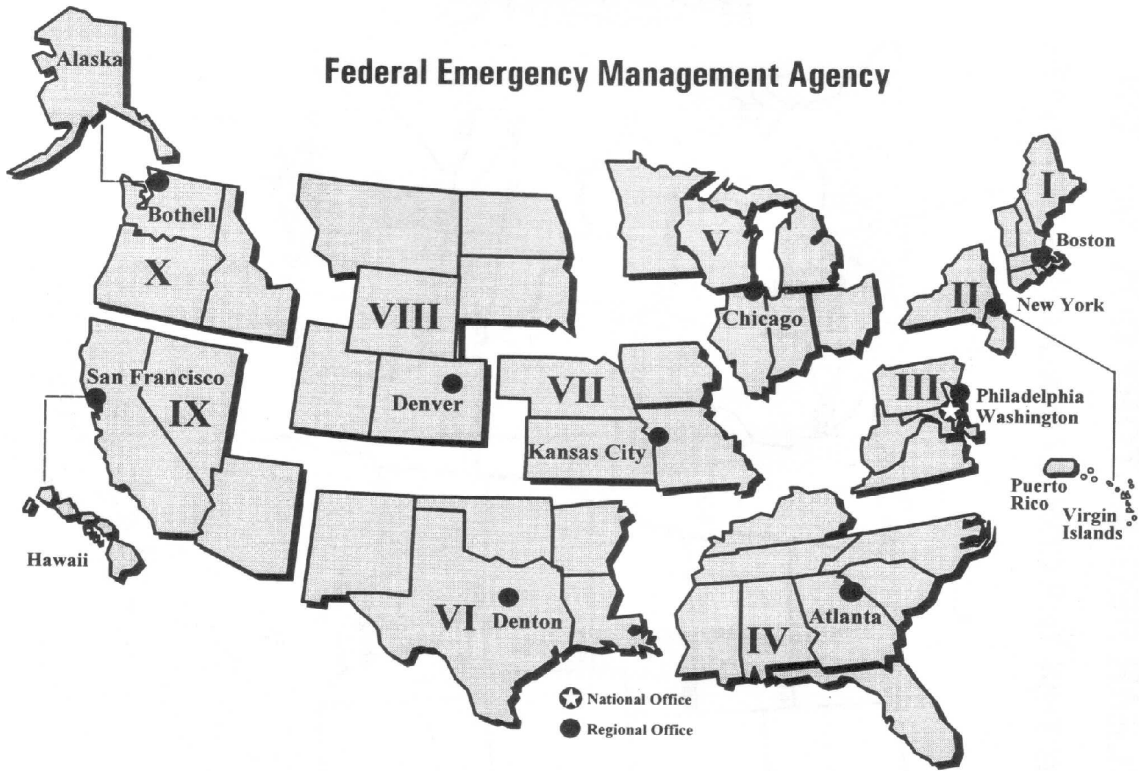 Federal Emergency Management Agency
Alaska
Bothell
X
VIII
V
Chicago
I
Boston
II
New York
San Francisco
IX
Denver
VII
Kansas City
III
Philadelphia
Washington
Puerto
Rico
Virgin
Islands
Hawaii
VI
Denton
IV
Atlanta
National Office
Regional Office